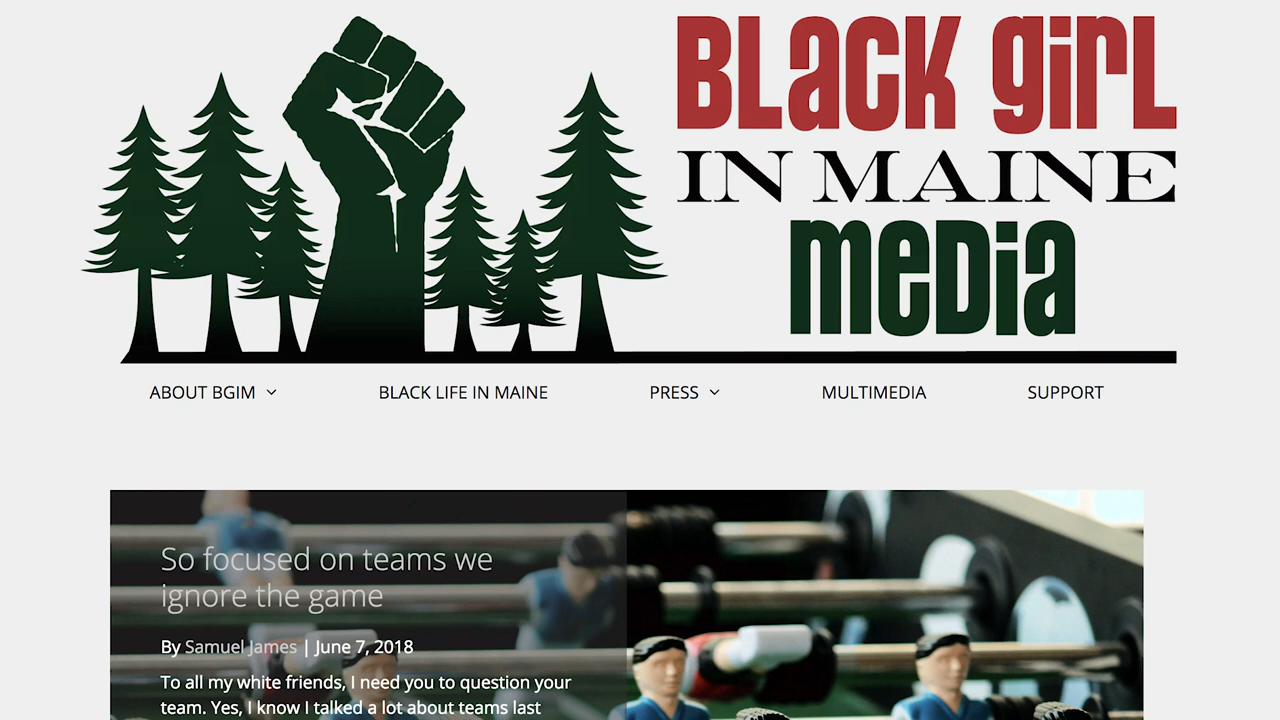 BLacK girL
IN MAINE
meDia
ABOUT BGIM
BLACK LIFE IN MAINE
PRESS
MULTIMEDIA
SUPPORT
So focused on teams we
ignore the game
By Samuel James | June 7, 2018
To all my white friends, I need you to question your
team. Yes, I know I talked a lot about teams last